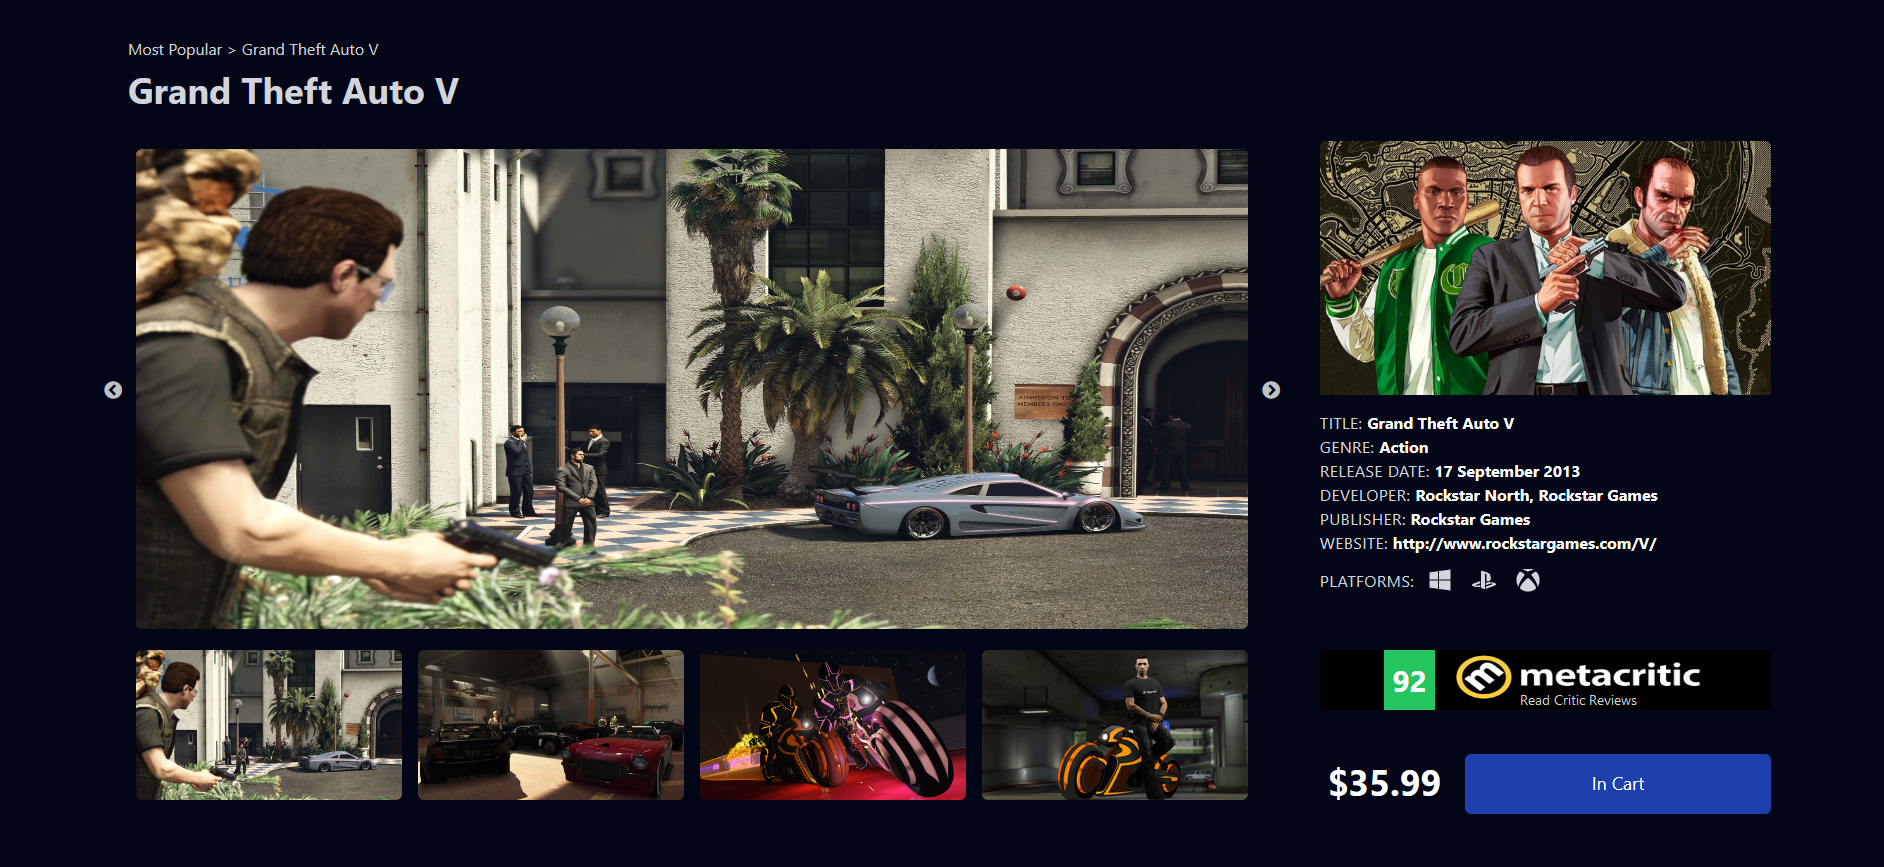 Most Popular > Grand Theft Auto V
Grand Theft Auto V
ADMISSION TO
MEMBERS ONLY
TITLE: Grand Theft Auto V
GENRE: Action
RELEASE DATE: 17 September 2013
DEVELOPER: Rockstar North, Rockstar Games
PUBLISHER: Rockstar Games
WEBSITE: http://www.rockstargames.com/V/
PLATFORMS:
92
metacritic
Read Critic Reviews
$35.99
In Cart